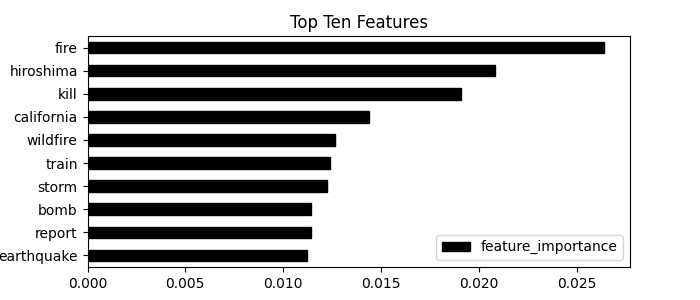 Top Ten Features
fire
hiroshima
kill
california
wildfire
train
storm
bomb
report
earthquake
feature_importance
0.000 0.005 0.010 0.015 0.020 0.025